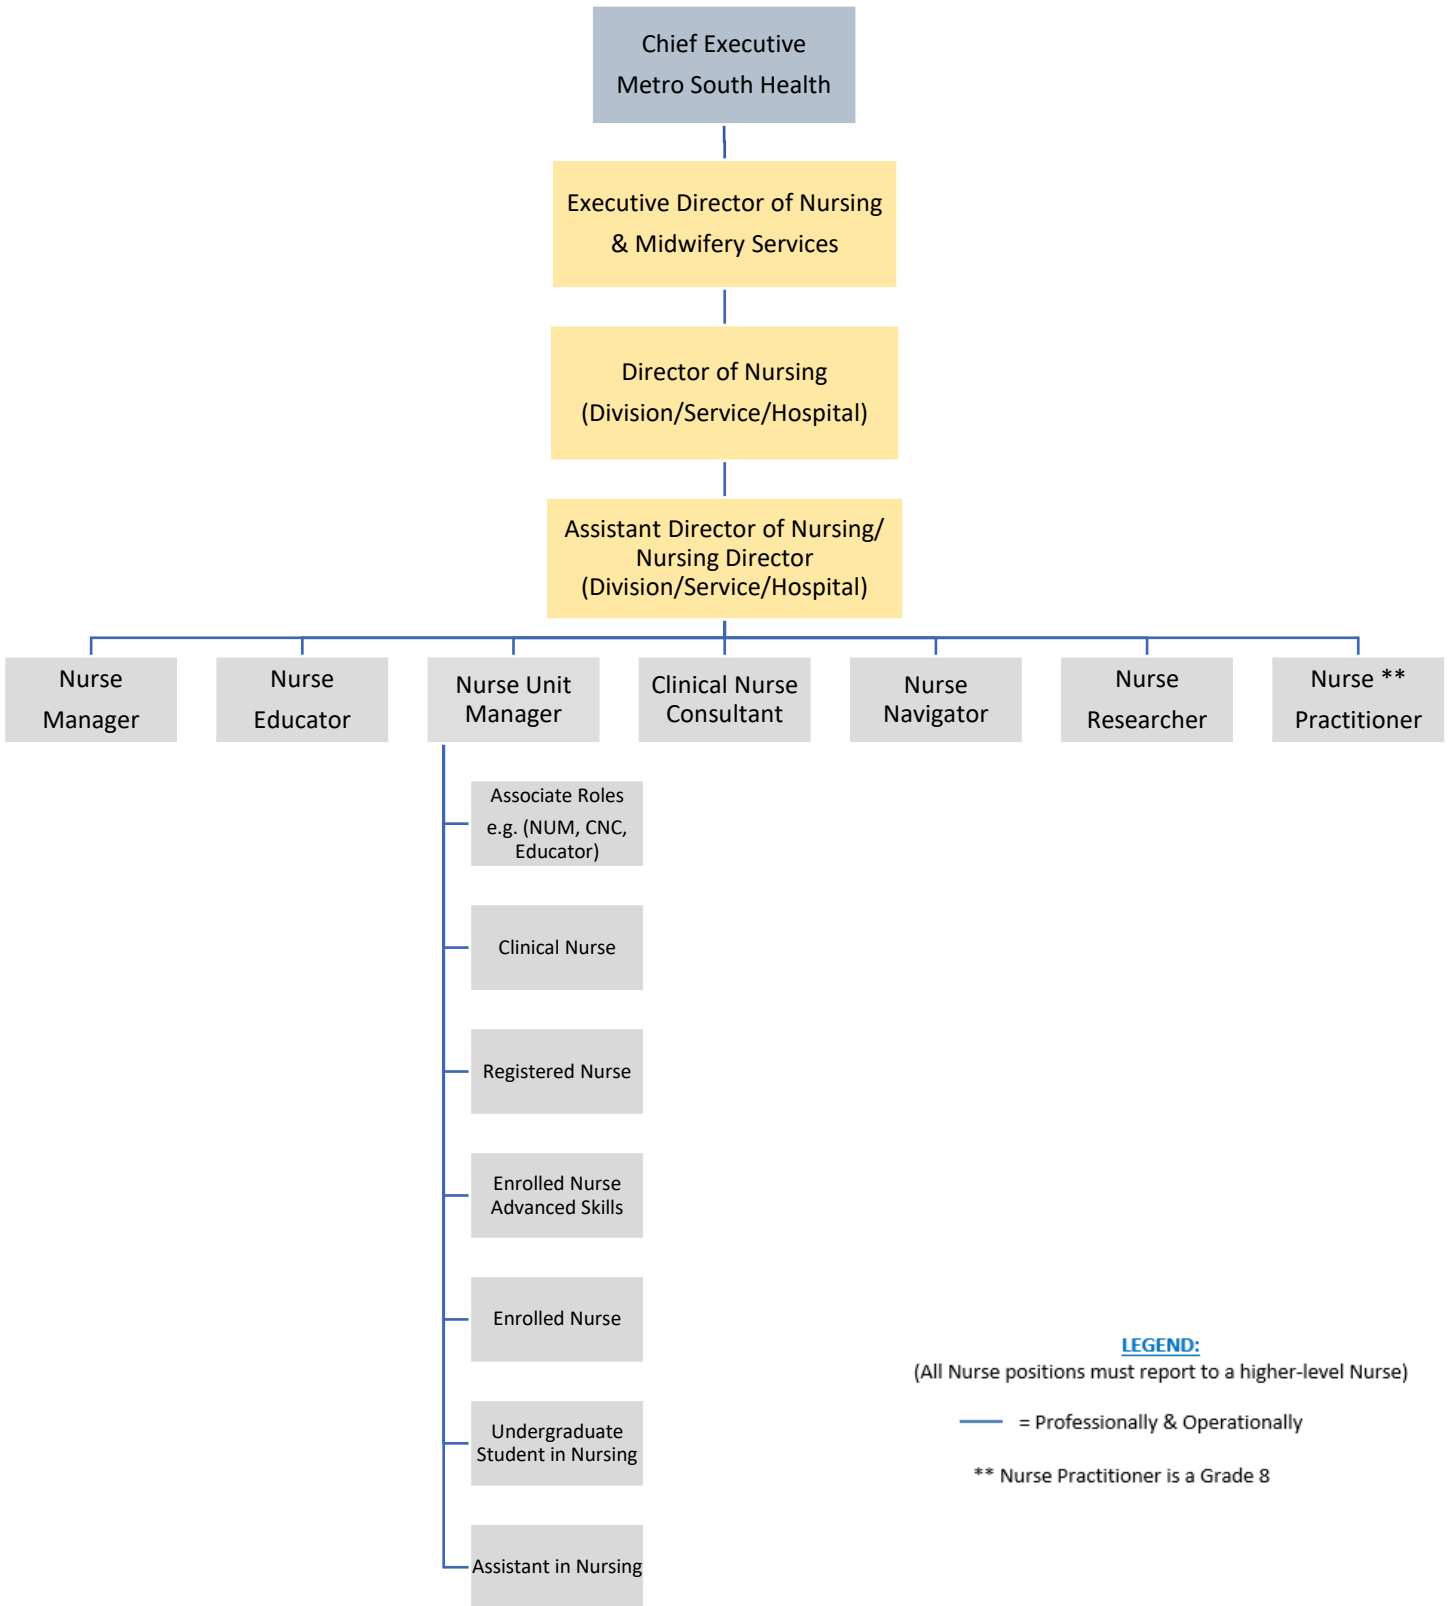 Chief Executive
Metro South Health
Executive Director of Nursing
& Midwifery Services
Director of Nursing
(Division/Service/Hospital)
Assistant Director of Nursing/
Nursing Director
(Division/Service/Hospital)
Nurse
Manager
Nurse
Educator
Nurse Unit
Manager
Clinical Nurse
Consultant
Nurse
Navigator
Nurse
Researcher
Nurse **
Practitioner
Associate Roles
e.g. (NUM, CNC,
Educator)
Clinical Nurse
Registered Nurse
Enrolled Nurse
Advanced Skills
Enrolled Nurse
Undergraduate
Student in Nursing
Assistant in Nursing
LEGEND:
(All Nurse positions must report to a higher-level Nurse)
= Professionally & Operationally
** Nurse Practitioner is a Grade 8